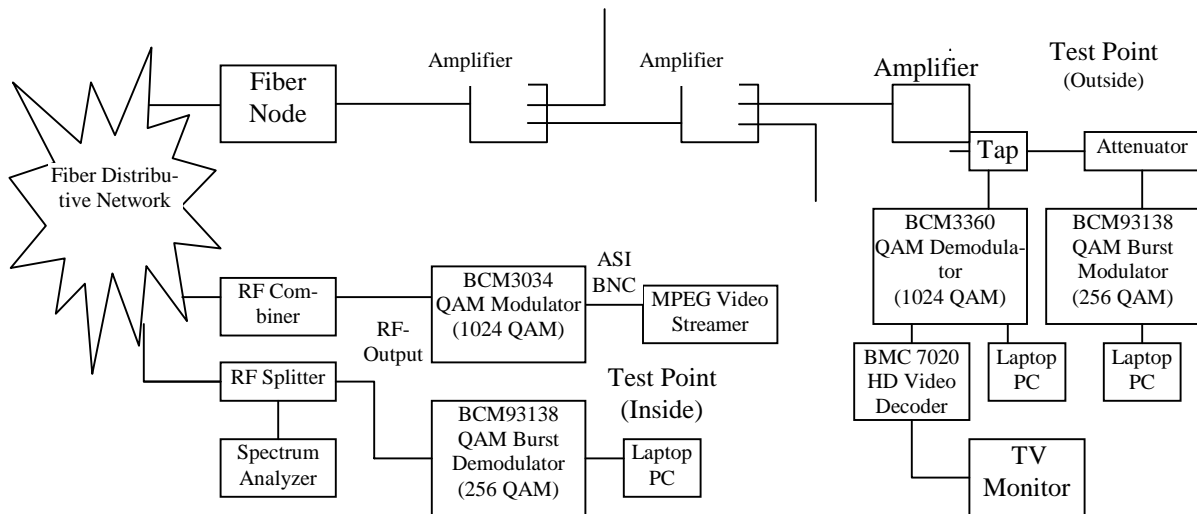 Fiber
Node
Amplifier
Amplifier
Amplifier
Test Point
(Outside)
Tap
Attenuator
Fiber Distribu-
tive Network
BCM3360
QAM Demodula-
tor
(1024 QAM)
BCM93138
QAM Burst
Modulator
(256 QAM)
RF Com-
biner
RF-
Output
BCM3034
QAM Modulator
(1024 QAM)
ASI
BNC
MPEG Video
Streamer
BMC 7020
HD Video
Decoder
Laptop
PC
Laptop
PC
RF Splitter
Test Point
(Inside)
Spectrum
Analyzer
BCM93138
QAM Burst
Demodulator
(256 QAM)
Laptop
PC
TV
Monitor